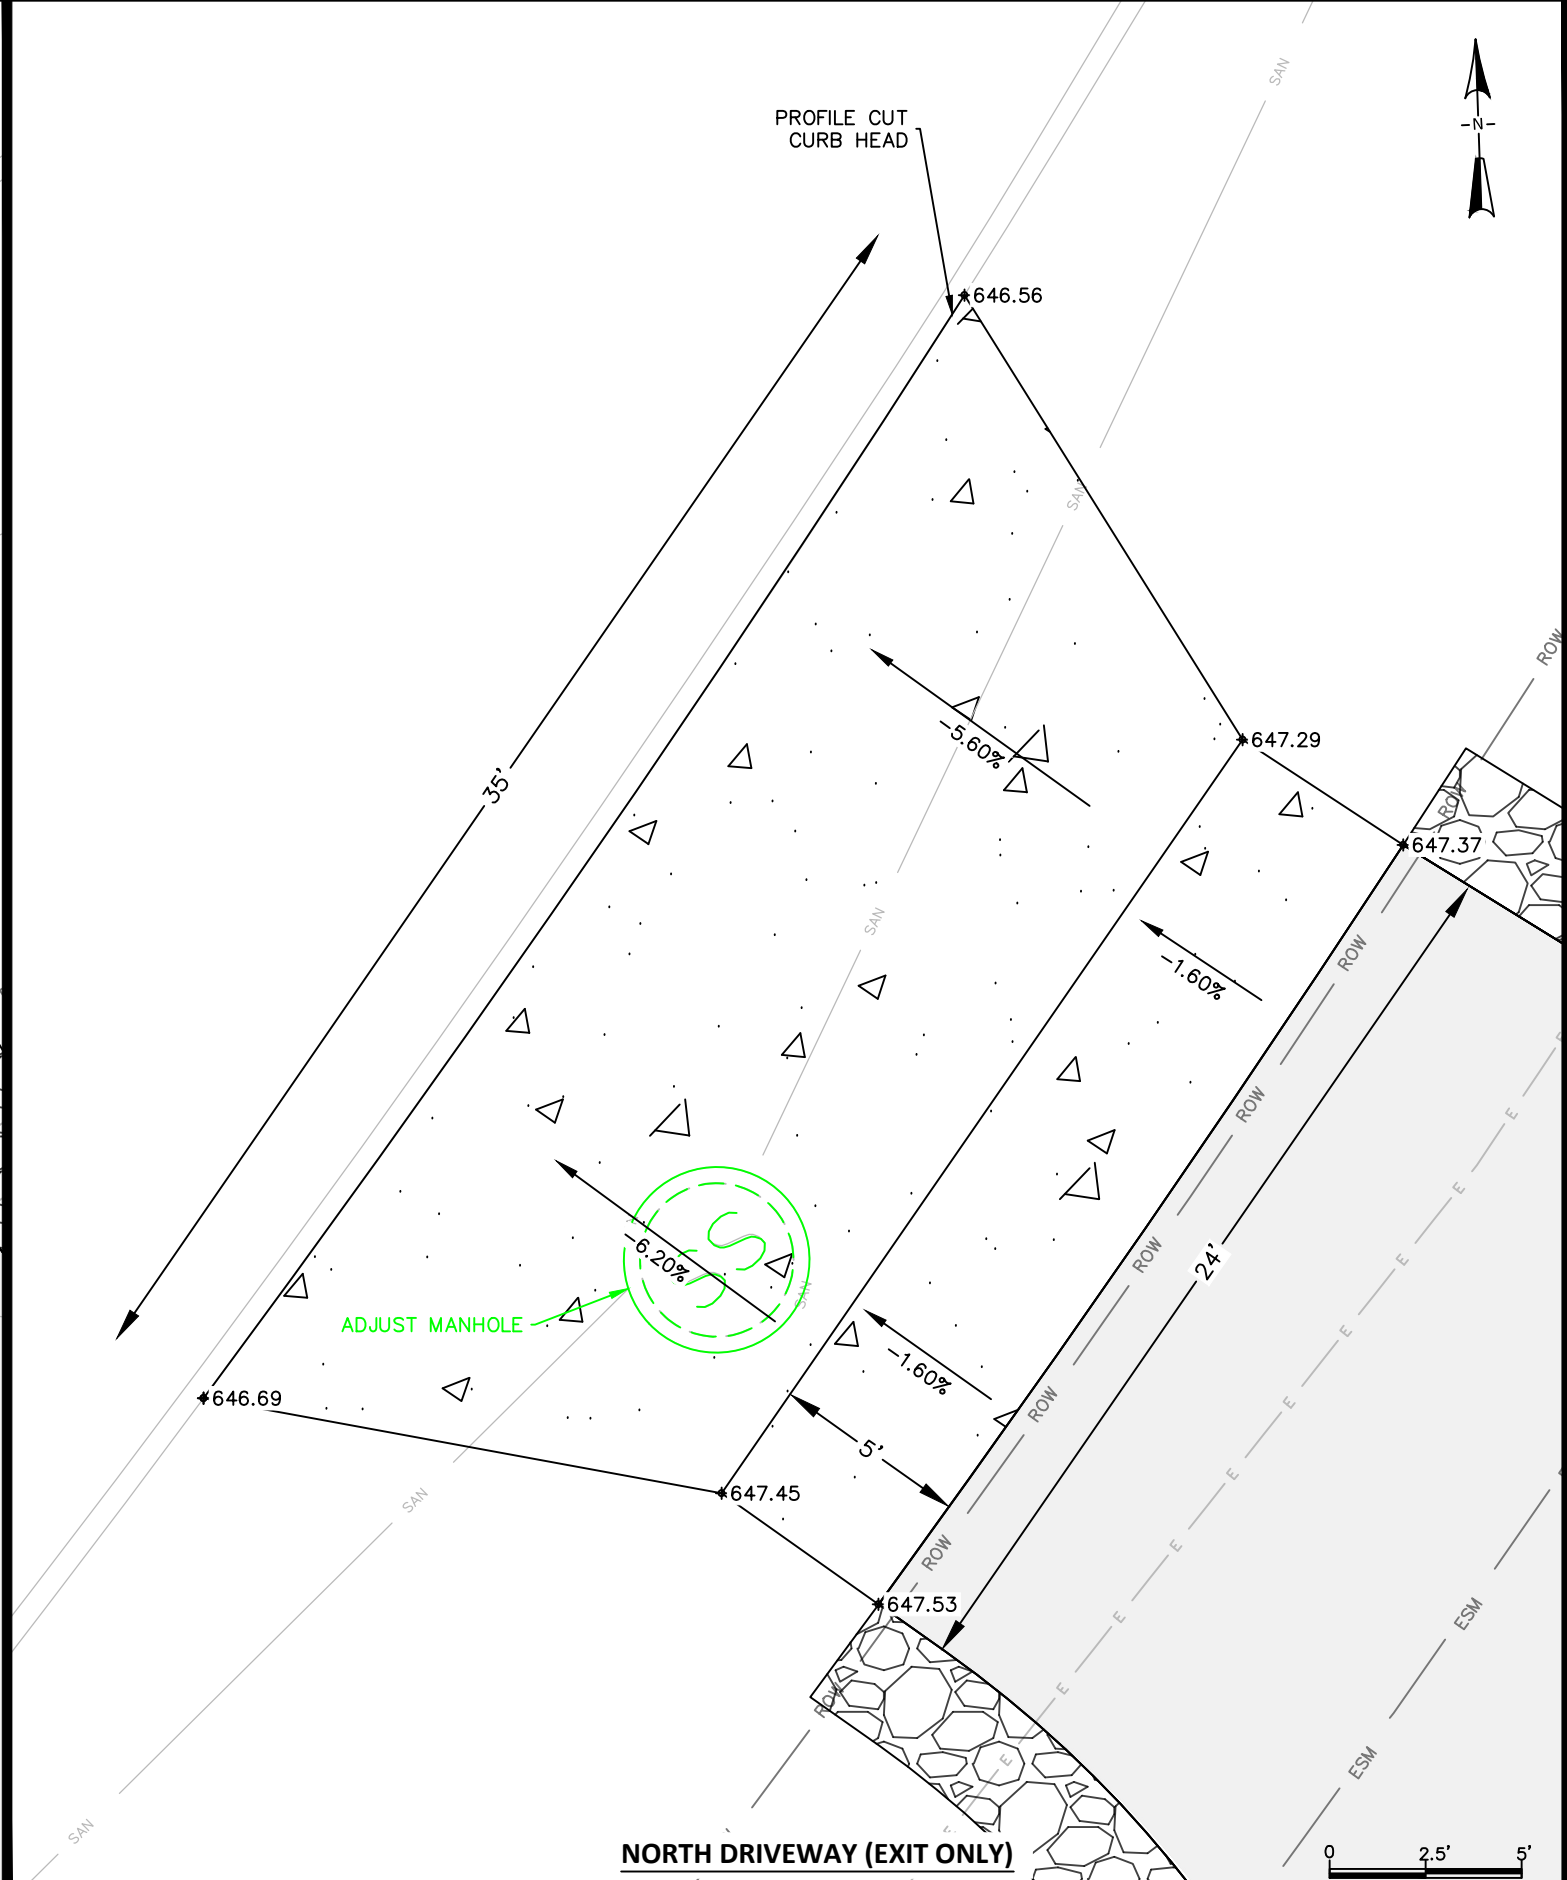 SAN
PROFILE CUT
CURB HEAD
-N-
646.56
SAN
ROW
-5.60%
647.29
35'
ROW
647.37
SAN
ROW
-1.60%
E
ROW
E
E
-6.20%
SS
ROW
24'
SAN
E
ADJUST MANHOLE
E
-1.60%
646.69
ROW
E
5'
E
647.45
SAN
ROW
E
647.53
E
ESM
E
ROW
E
ESM
SAN
E
NORTH DRIVEWAY (EXIT ONLY)
0 2.5' 5'